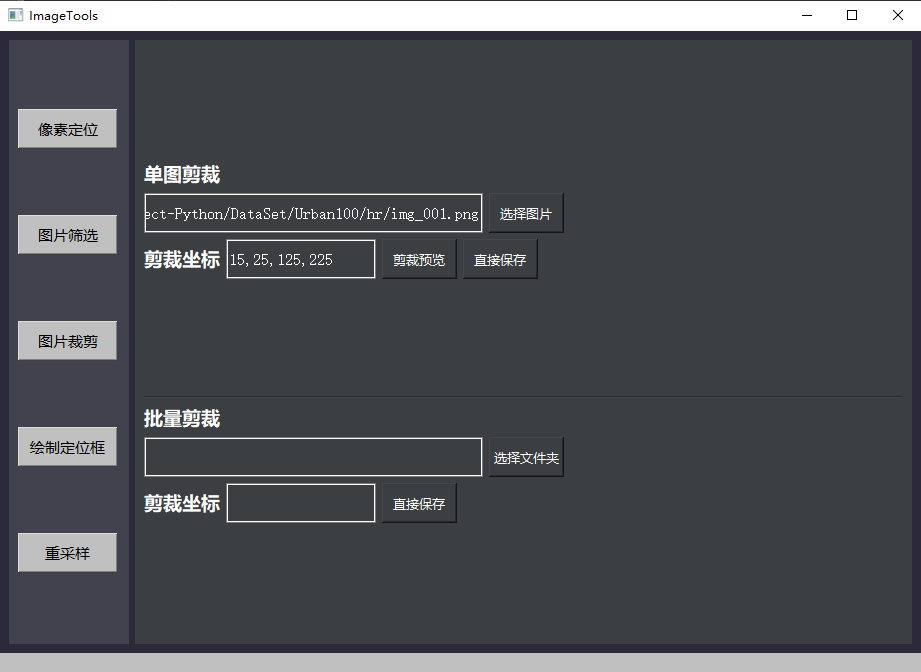 ImageTools
像素定位
图片筛选
图片裁剪
绘制定位框
重采样
单图剪裁
ect-Python/DataSet/Urban100/hr/img_001.png 选择图片
剪裁坐标 15,25,125,225 剪裁预览 直接保存
批量剪裁
选择文件夹
剪裁坐标 直接保存